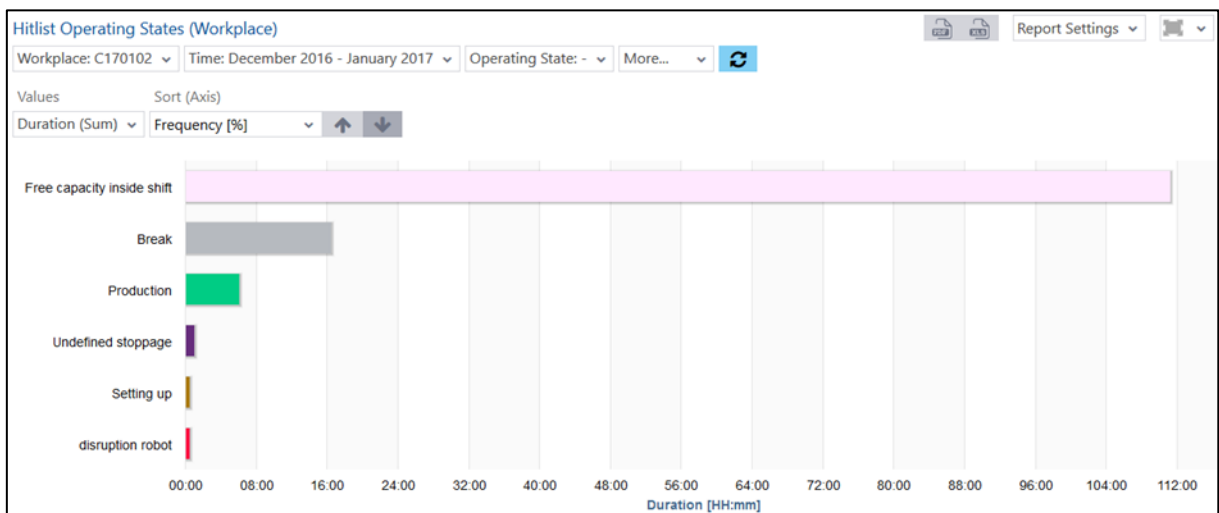 Hitlist Operating States (Workplace)
PDF XLS Report Settings
Workplace: C170102 Time: December 2016 - January 2017 Operating State: - More...
Values Sort (Axis)
Duration (Sum) Frequency [%]
Free capacity inside shift
Break
Production
Undefined stoppage
Setting up
disruption robot
00:00 08:00 16:00 24:00 32:00 40:00 48:00 56:00 64:00 72:00 80:00 88:00 96:00 104:00 112:00
Duration [HH:mm]